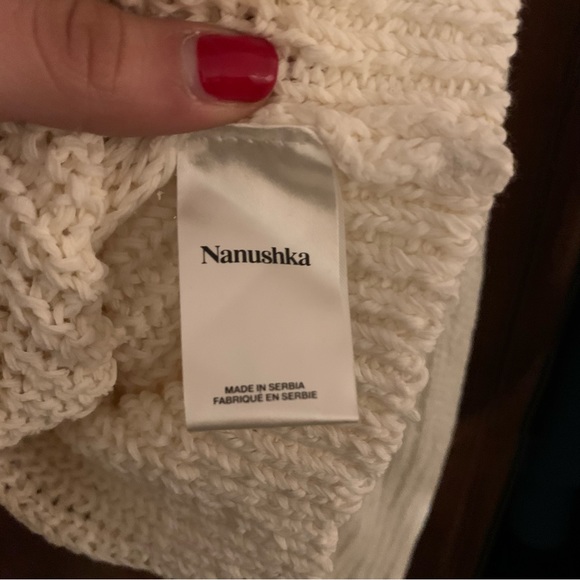 Nanushka
MADE IN SERBIA
FABRIQUÉ EN SERBIE